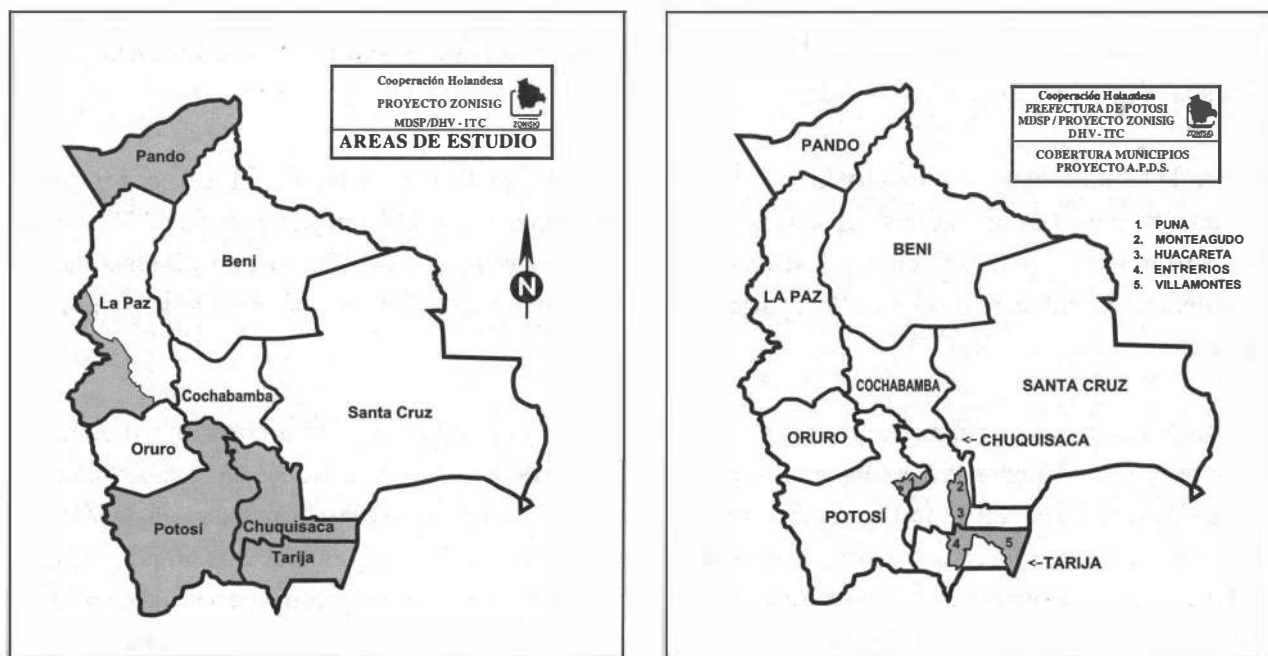 Cooperación Holandesa
PROYECTO ZONISIG
MDSP/DHV - ITC
ZONISIG
AREAS DE ESTUDIO
Pando
Beni
N
La Paz
Cochabamba
Santa Cruz
Oruro
Potosí
Chuquisaca
Tarija
Cooperación Holandesa
PREFECTURA DE POTOSI
MDSP / PROYECTO ZONISIG
DHV - ITC
ZONISIG
COBERTURA MUNICIPIOS
PROYECTO A.P.D.S.
1. PUNA
2. MONTEAGUDO
3. HUACARETA
4. ENTRERIOS
5. VILLAMONTES
PANDO
BENI
LA PAZ
COCHABAMBA
SANTA CRUZ
ORURO
<-CHUQUISACA
1
2
3
POTOSÍ
4
5
<-TARIJA